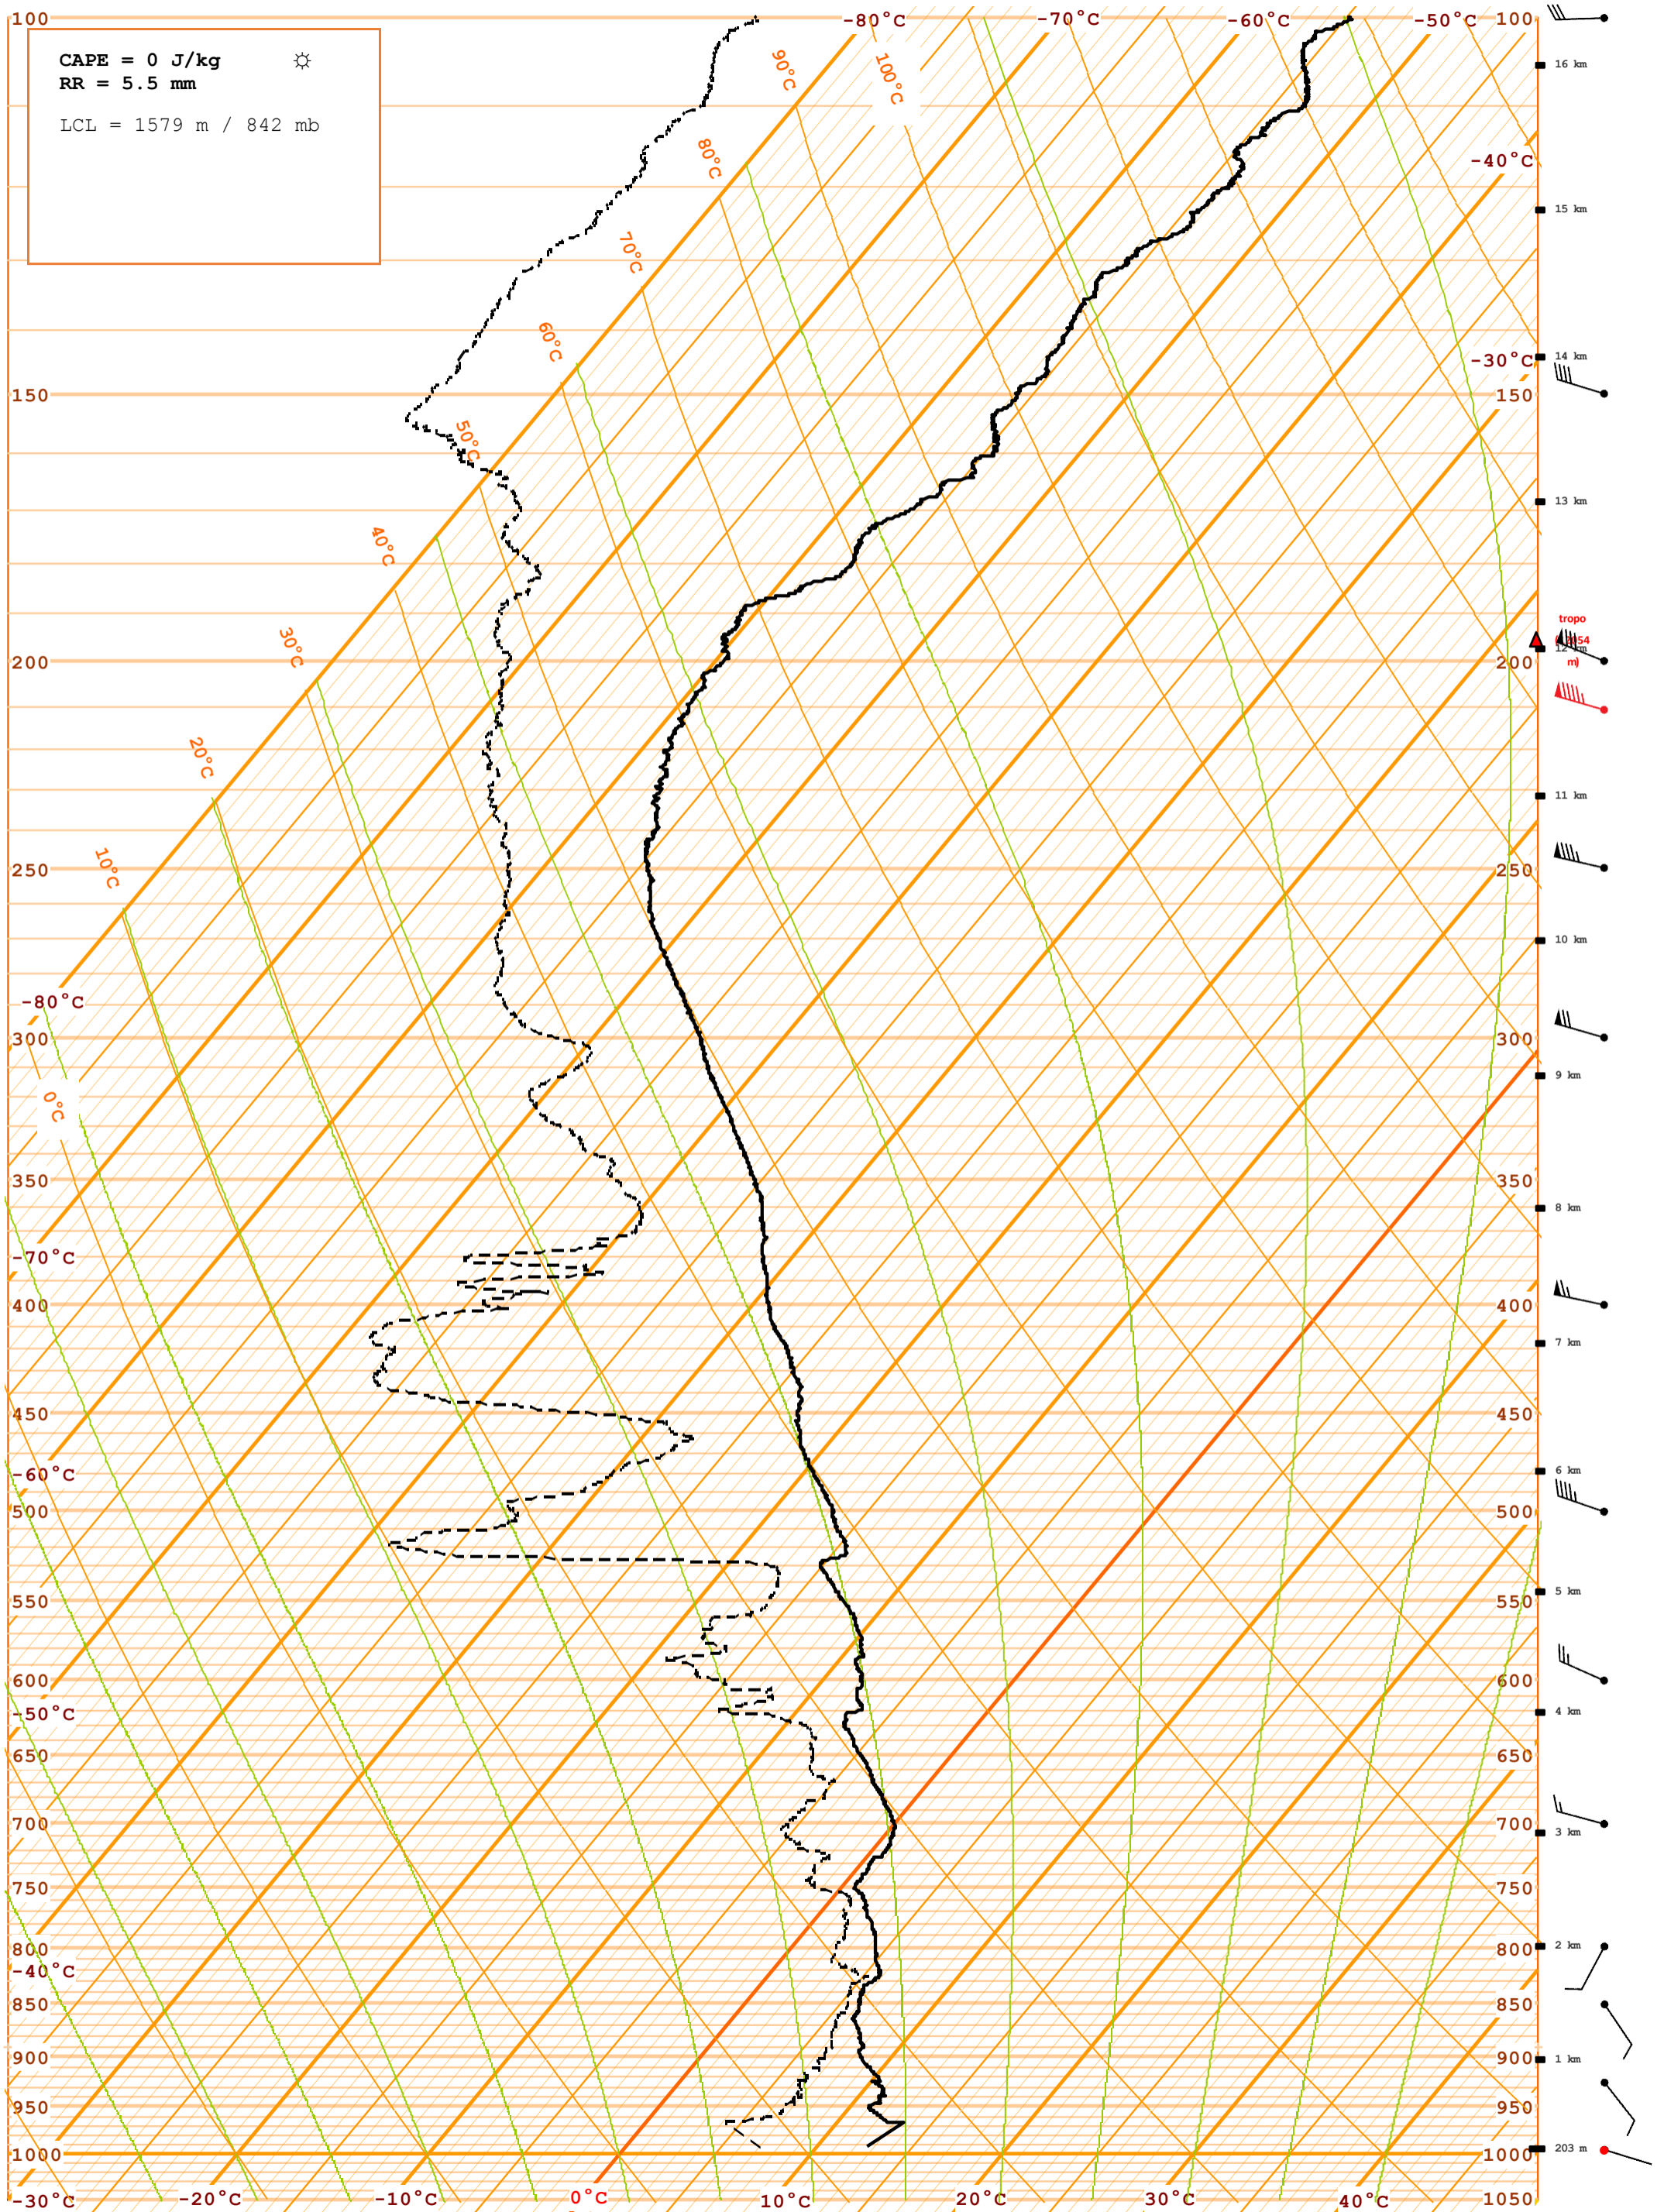 100 -80°C -70°C -60°C -50°C 100
CAPE = 0 J/kg ☼
RR = 5.5 mm
LCL = 1579 m / 842 mb
90°C 100°C
16 km
80°C
-40°C
15 km
70°C
60°C
14 km
-30°C
150 150
50°C
13 km
40°C
30°C
tropo
12 km
200 200
m)
20°C
11 km
10°C
250 250
10 km
-80°C
300 300
9 km
0°C
350 350
8 km
-70°C
400 400
7 km
450 450
-60°C 6 km
500 500
550 5 km 550
600 600
-50°C 4 km
650 650
700 700
3 km
750 750
800 800 2 km
-40°C
850 850
900 900 1 km
950 950
1000 1000 203 m
-30°C -20°C -10°C 0°C 10°C 20°C 30°C 40°C 1050